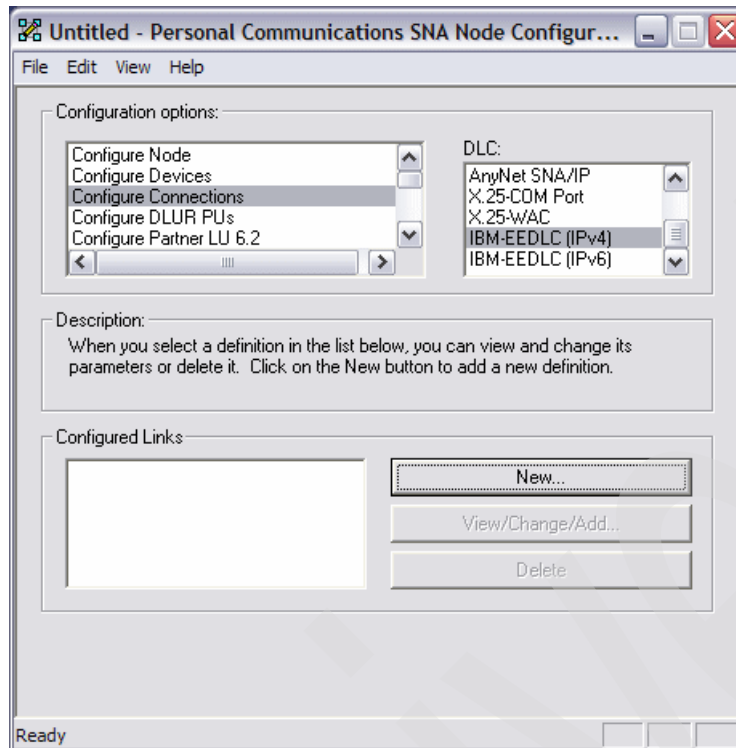 Untitled - Personal Communications SNA Node Configur...
File Edit View Help
Configuration options:
Configure Node
Configure Devices
Configure Connections
Configure DLUR PUs
Configure Partner LU 6.2
DLC:
AnyNet SNA/IP
X.25-COM Port
X.25-WAC
IBM-EEDLC (IPv4)
IBM-EEDLC (IPv6)
Description:
When you select a definition in the list below, you can view and change its
parameters or delete it. Click on the New button to add a new definition.
Configured Links
New...
View/Change/Add...
Delete
Ready